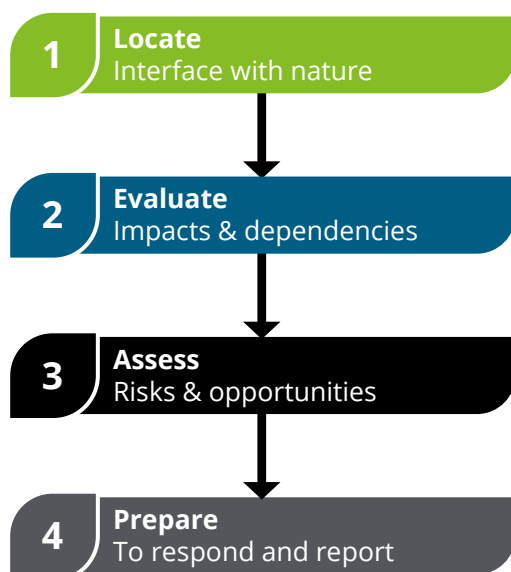 1
Locate
Interface with nature
2
Evaluate
Impacts & dependencies
3
Assess
Risks & opportunities
4
Prepare
To respond and report